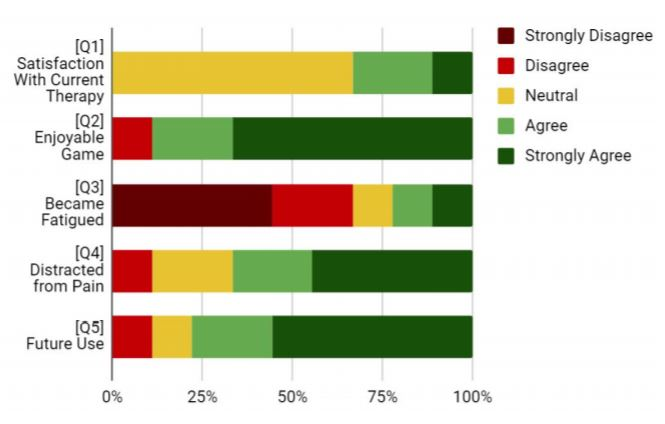 [Q1]
Satisfaction
With Current
Therapy
[Q2]
Enjoyable
Game
[Q3]
Became
Fatigued
[Q4]
Distracted
from Pain
[Q5]
Future Use
0%
25%
50%
75%
100%
Strongly Disagree
Disagree
Neutral
Agree
Strongly Agree